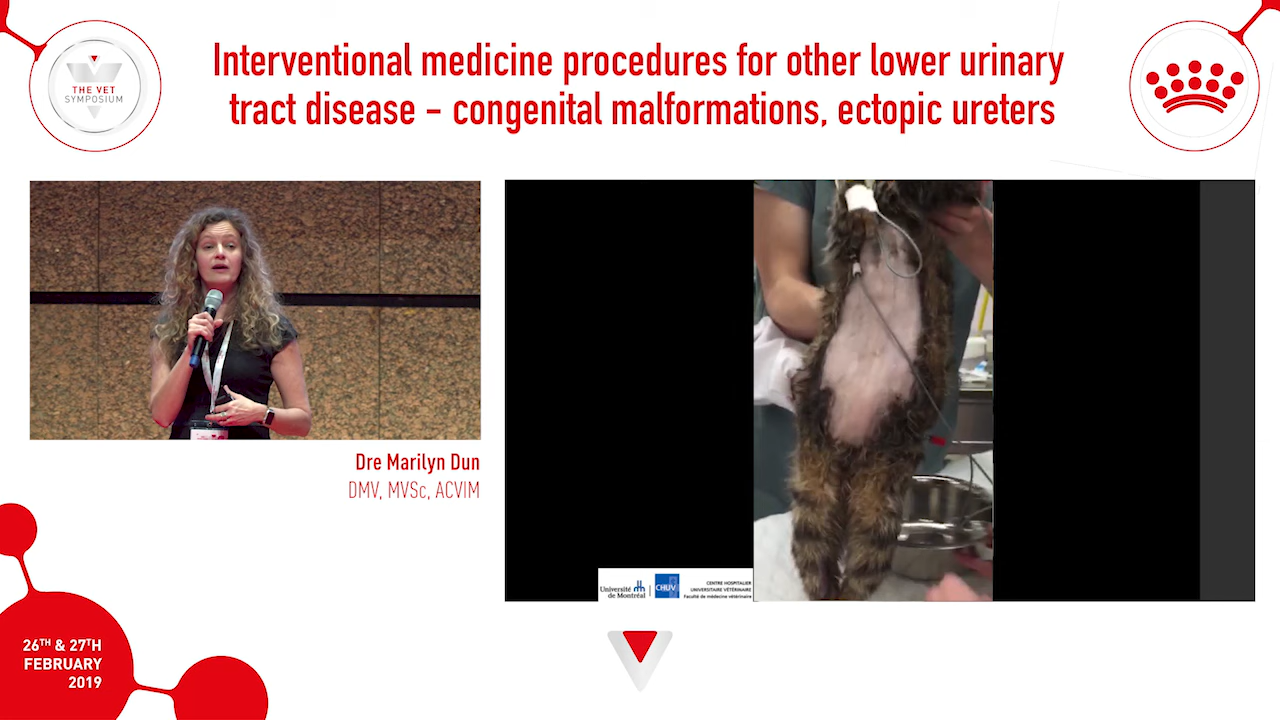 Interventional medicine procedures for other lower urinary
tract disease – congenital malformations, ectopic ureters
THE VET
SYMPOSIUM
Dre Marilyn Dun
DMV, MVSc, ACVIM
Université
de Montréal
CHUV
CENTRE HOSPITALIER
UNIVERSITAIRE VÉTÉRINAIRE
Faculté de médecine vétérinaire
26TH & 27TH
FEBRUARY
2019